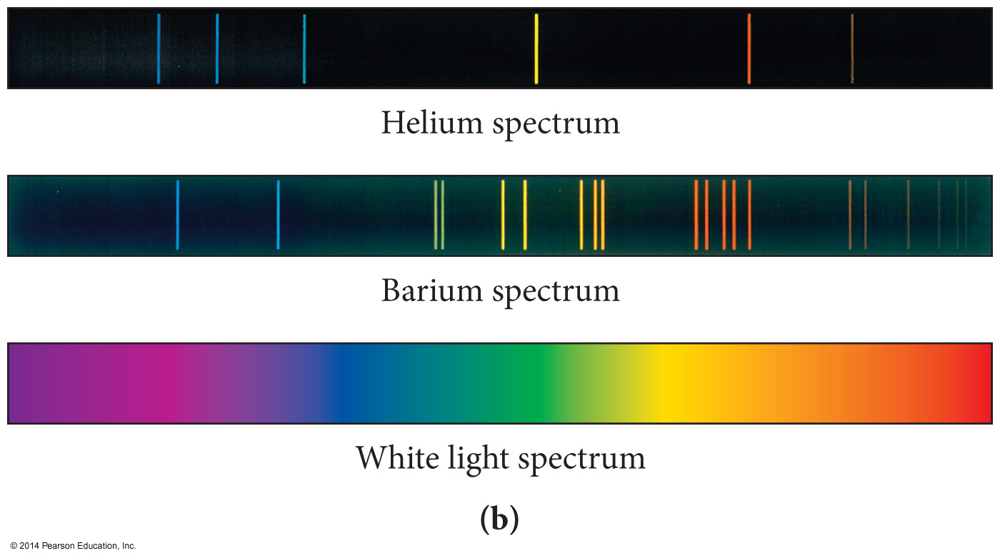 Helium spectrum
Barium spectrum
White light spectrum
(b)
© 2014 Pearson Education, Inc.